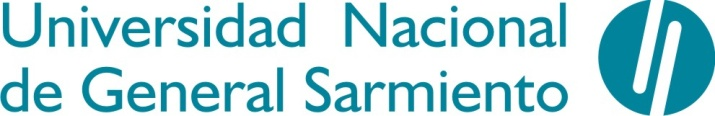 Universidad Nacional
de General Sarmiento